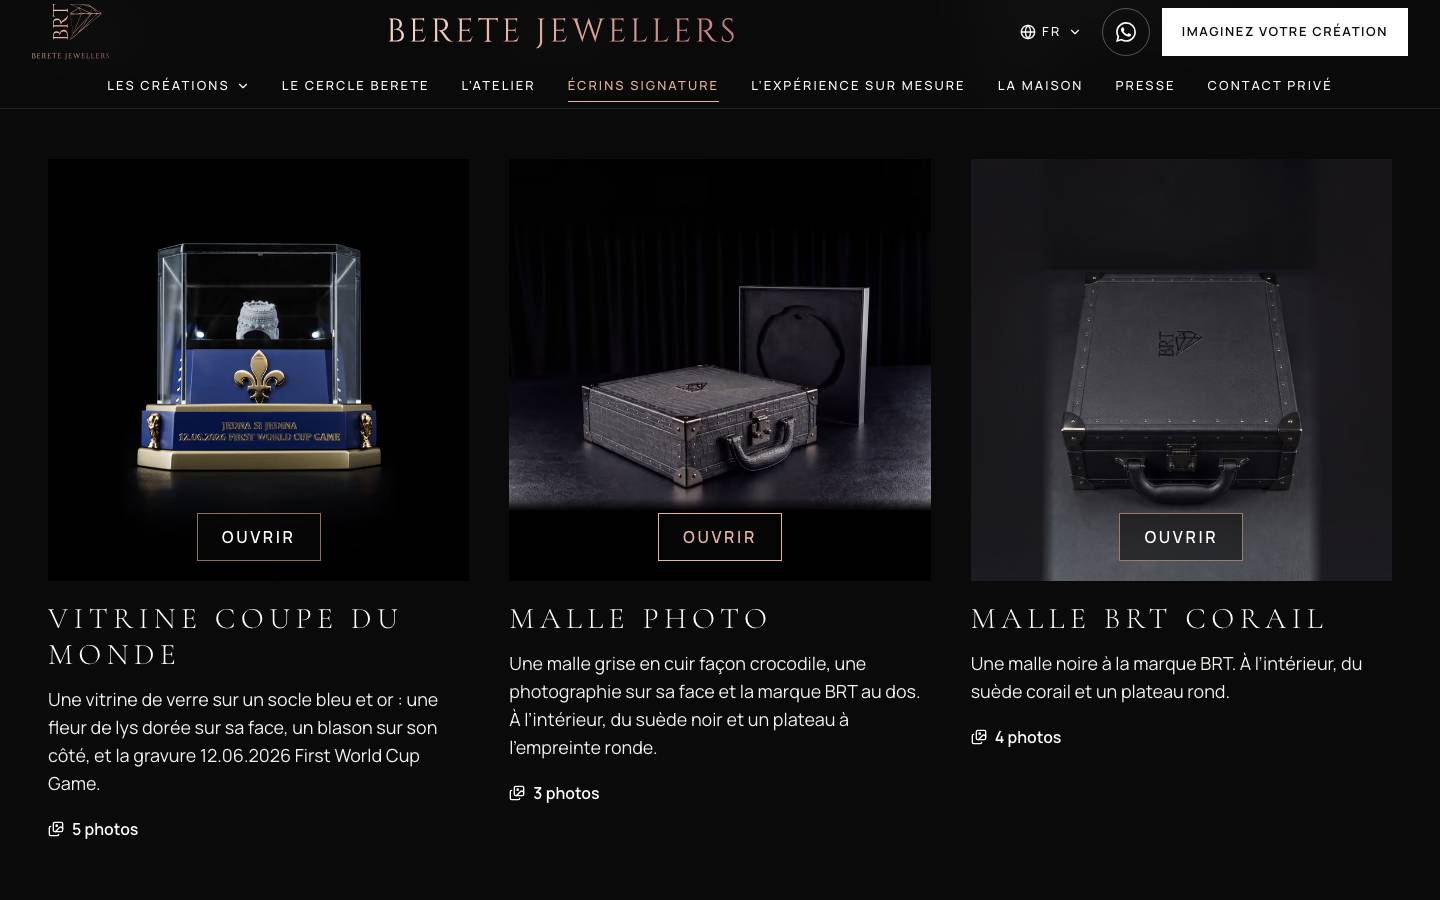 BRT
BERETE JEWELLERS
BERETE JEWELLERS
FR
IMAGINEZ VOTRE CRÉATION
LES CRÉATIONS
LE CERCLE BERETE
L'ATELIER
ÉCRINS SIGNATURE
L'EXPÉRIENCE SUR MESURE
LA MAISON
PRESSE
CONTACT PRIVÉ
JEDNA SI JEDINA
12.06.2026 FIRST WORLD CUP GAME
OUVRIR
VITRINE COUPE DU
MONDE
Une vitrine de verre sur un socle bleu et or : une
fleur de lys dorée sur sa face, un blason sur son
côté, et la gravure 12.06.2026 First World Cup
Game.
5 photos
OUVRIR
MALLE PHOTO
Une malle grise en cuir façon crocodile, une
photographie sur sa face et la marque BRT au dos.
À l'intérieur, du suède noir et un plateau à
l'empreinte ronde.
3 photos
BRT
OUVRIR
MALLE BRT CORAIL
Une malle noire à la marque BRT. À l'intérieur, du
suède corail et un plateau rond.
4 photos